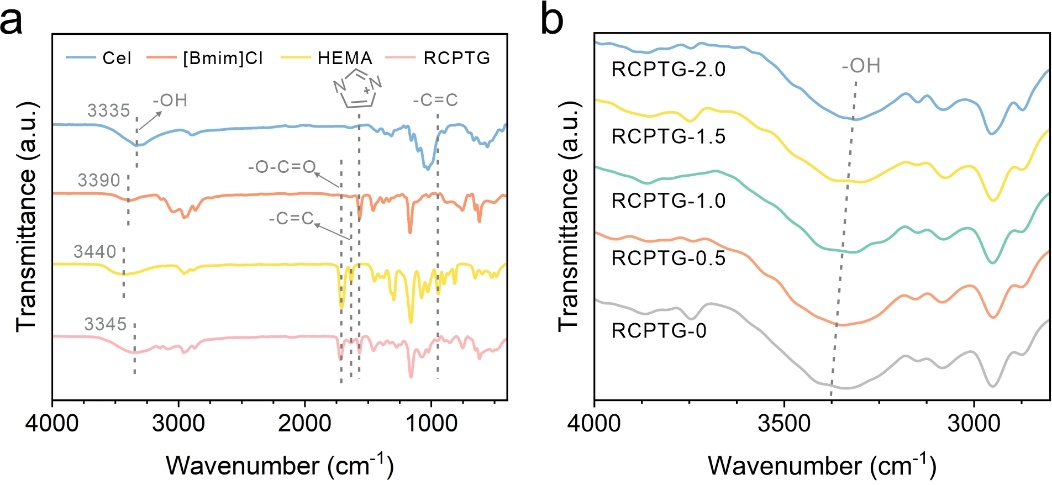 a
Cel [Bmim]Cl HEMA RCPTG
N N
+
3335 -OH -C=C
3390 -O-C=O
-C=C
3440
3345
Transmittance (a.u.)
4000 3000 2000 1000
Wavenumber (cm⁻¹)
b
-OH
RCPTG-2.0
RCPTG-1.5
RCPTG-1.0
RCPTG-0.5
RCPTG-0
Transmittance (a.u.)
4000 3500 3000
Wavenumber (cm⁻¹)